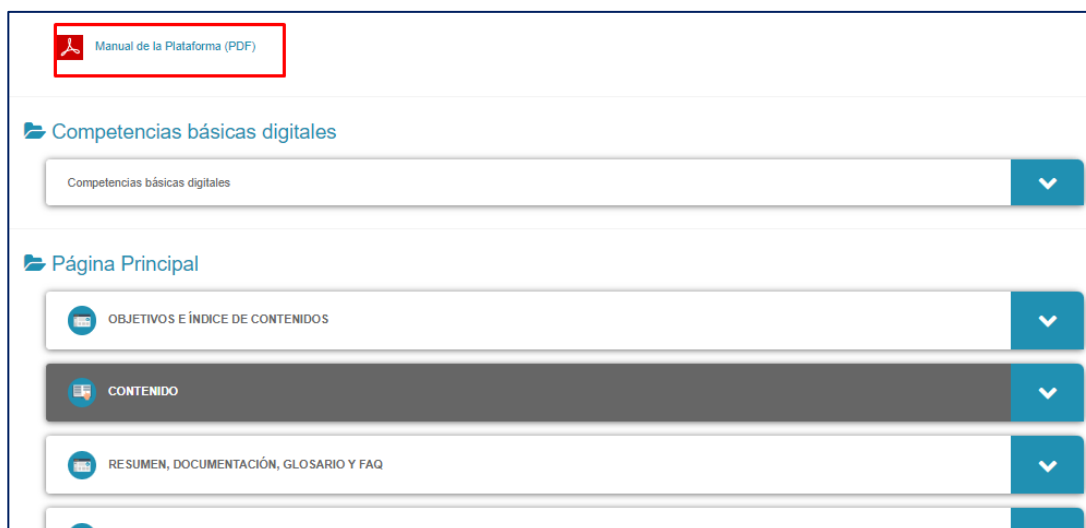 Manual de la Plataforma (PDF)
Competencias básicas digitales
Competencias básicas digitales
Página Principal
OBJETIVOS E ÍNDICE DE CONTENIDOS
CONTENIDO
RESUMEN, DOCUMENTACIÓN, GLOSARIO Y FAQ